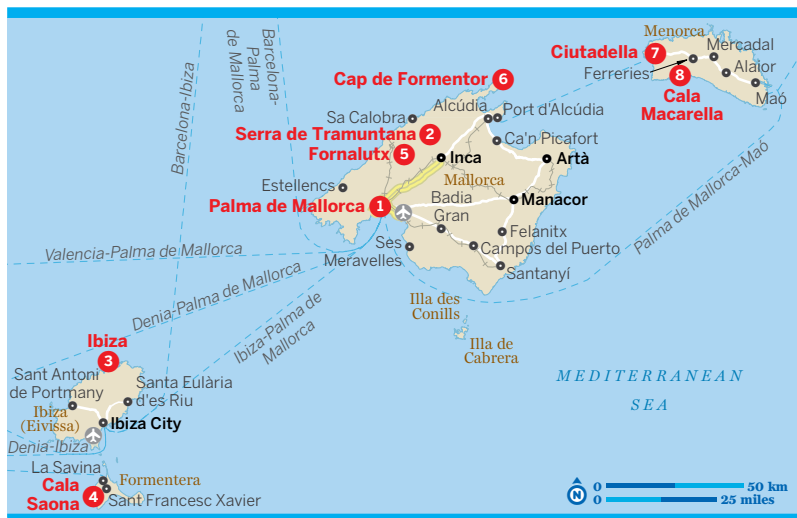 Barcelona-Ibiza
Barcelona-
Palma
de Mallorca
Menorca
Ciutadella 7
Mercadal
Ferreries
Alaior
8
Cala
Macarella
Maó
Cap de Formentor 6
Alcúdia
Port d'Alcúdia
Sa Calobra
Serra de Tramuntana 2
Fornalutx 5
Ca'n Picafort
Inca
Artà
Mallorca
Estellencs
Palma de Mallorca 1
Badia
Gran
Manacor
Palma de Mallorca-Maó
Felanitx
Ses
Meravelles
Campos del Puerto
Santanyí
Valencia-Palma de Mallorca
Denia-Palma de Mallorca
Ibiza-Palma de
Mallorca
Illa des
Conills
Illa de
Cabrera
Ibiza
3
Sant Antoni
de Portmany
Santa Eulària
d'es Riu
Ibiza
(Eivissa)
Ibiza City
Denia-Ibiza
MEDITERRANEAN
SEA
La Savina
Formentera
Cala
Saona 4
Sant Francesc Xavier
N
0 50 km
0 25 miles